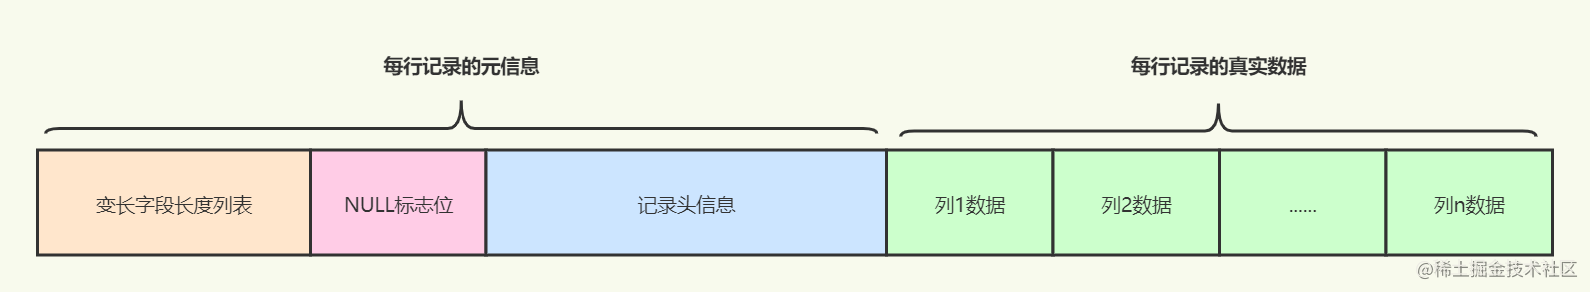 每行记录的元信息
每行记录的真实数据
变长字段长度列表
NULL标志位
记录头信息
列1数据
列2数据
......
列n数据
@稀土掘金技术社区